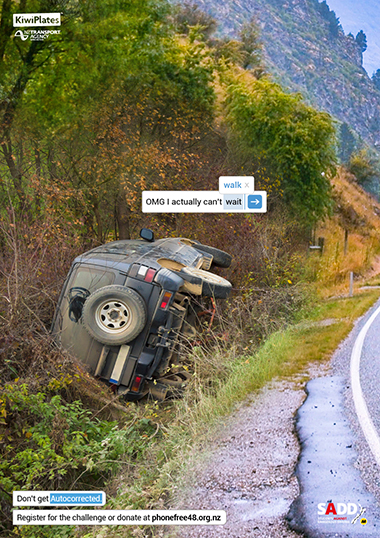 KiwiPlates
NZ TRANSPORT
AGENCY
walk x
OMG I actually can't wait →
Don't get Autocorrected.
Register for the challenge or donate at phonefree48.org.nz
SADD